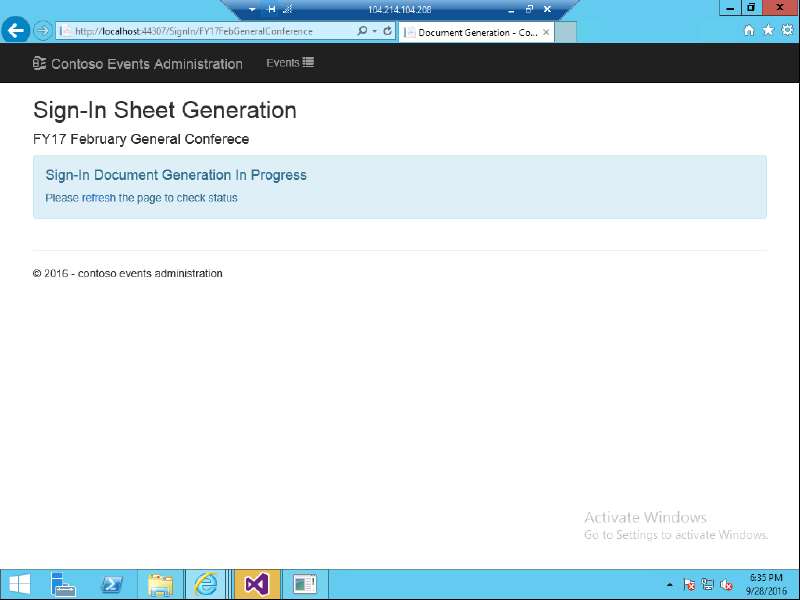 104.214.104.208
http://localhost:44307/SignIn/FY17FebGeneralConference
Document Generation - Co...
Contoso Events Administration
Events
Sign-In Sheet Generation
FY17 February General Conferece
Sign-In Document Generation In Progress
Please refresh the page to check status
© 2016 - contoso events administration
Activate Windows
Go to Settings to activate Windows.
6:35 PM
9/28/2016